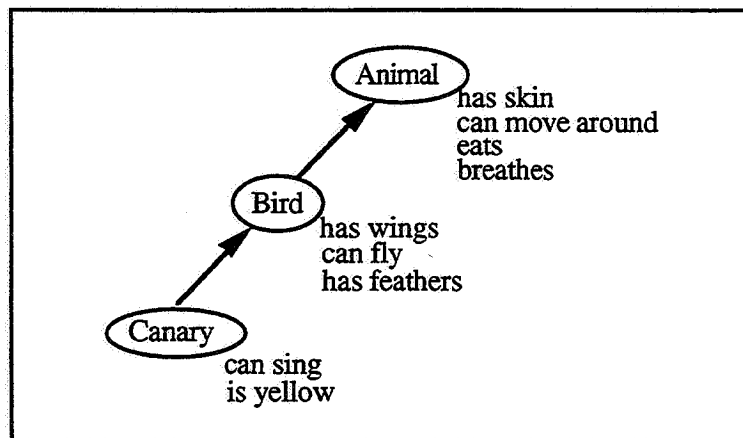 Animal
has skin
can move around
eats
breathes
Bird
has wings
can fly
has feathers
Canary
can sing
is yellow